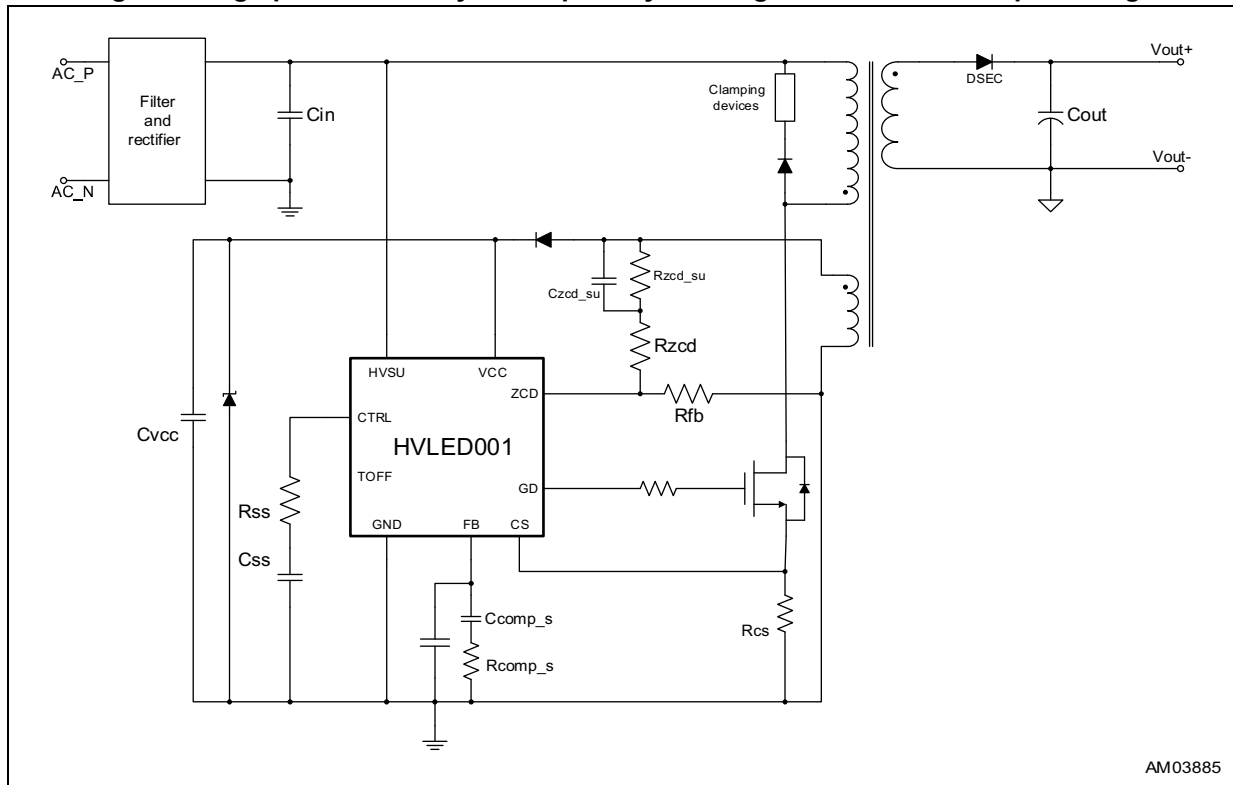 AC_P
AC_N
Filter
and
rectifier
Cin
Clamping
devices
DSEC
Vout+
Cout
Vout-
Czcd_su
Rzcd_su
Rzcd
Rfb
Cvcc
HVSU
VCC
ZCD
CTRL
HVLED001
TOFF
GD
GND
FB
CS
Rss
Css
Ccomp_s
Rcomp_s
Rcs
AM03885